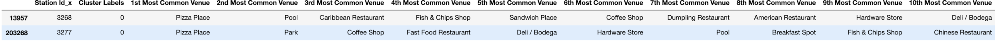 Station Id_x Cluster Labels 1st Most Common Venue 2nd Most Common Venue 3rd Most Common Venue 4th Most Common Venue 5th Most Common Venue 6th Most Common Venue 7th Most Common Venue 8th Most Common Venue 9th Most Common Venue 10th Most Common Venue
13957 3268 0 Pizza Place Pool Caribbean Restaurant Fish & Chips Shop Sandwich Place Coffee Shop Dumpling Restaurant American Restaurant Hardware Store Deli / Bodega
203268 3277 0 Pizza Place Park Coffee Shop Fast Food Restaurant Deli / Bodega Hardware Store Pool Breakfast Spot Fish & Chips Shop Chinese Restaurant